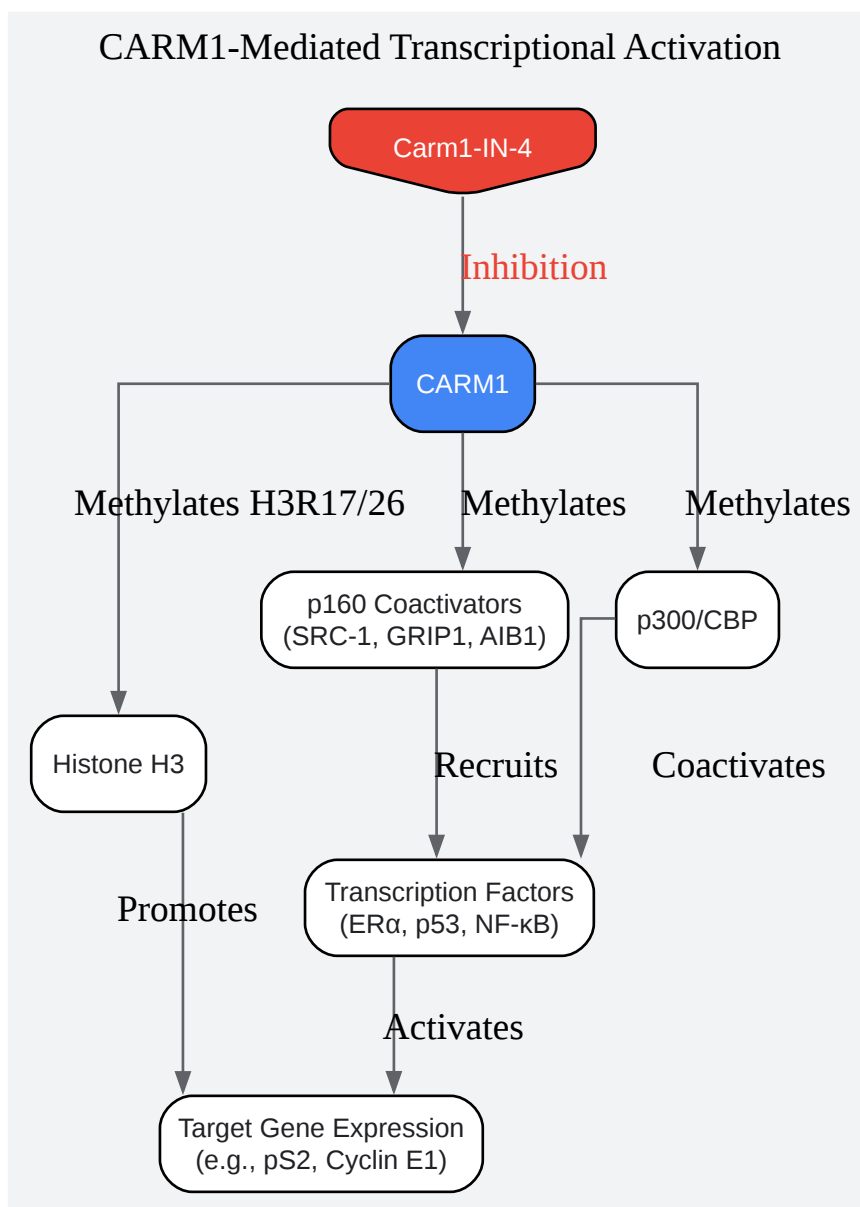 CARM1-Mediated Transcriptional Activation
Carm1-IN-4
Inhibition
CARM1
Methylates H3R17/26
Methylates
Methylates
p160 Coactivators
(SRC-1, GRIP1, AIB1)
p300/CBP
Histone H3
Recruits
Coactivates
Transcription Factors
(ERα, p53, NF-κB)
Promotes
Activates
Target Gene Expression
(e.g., pS2, Cyclin E1)